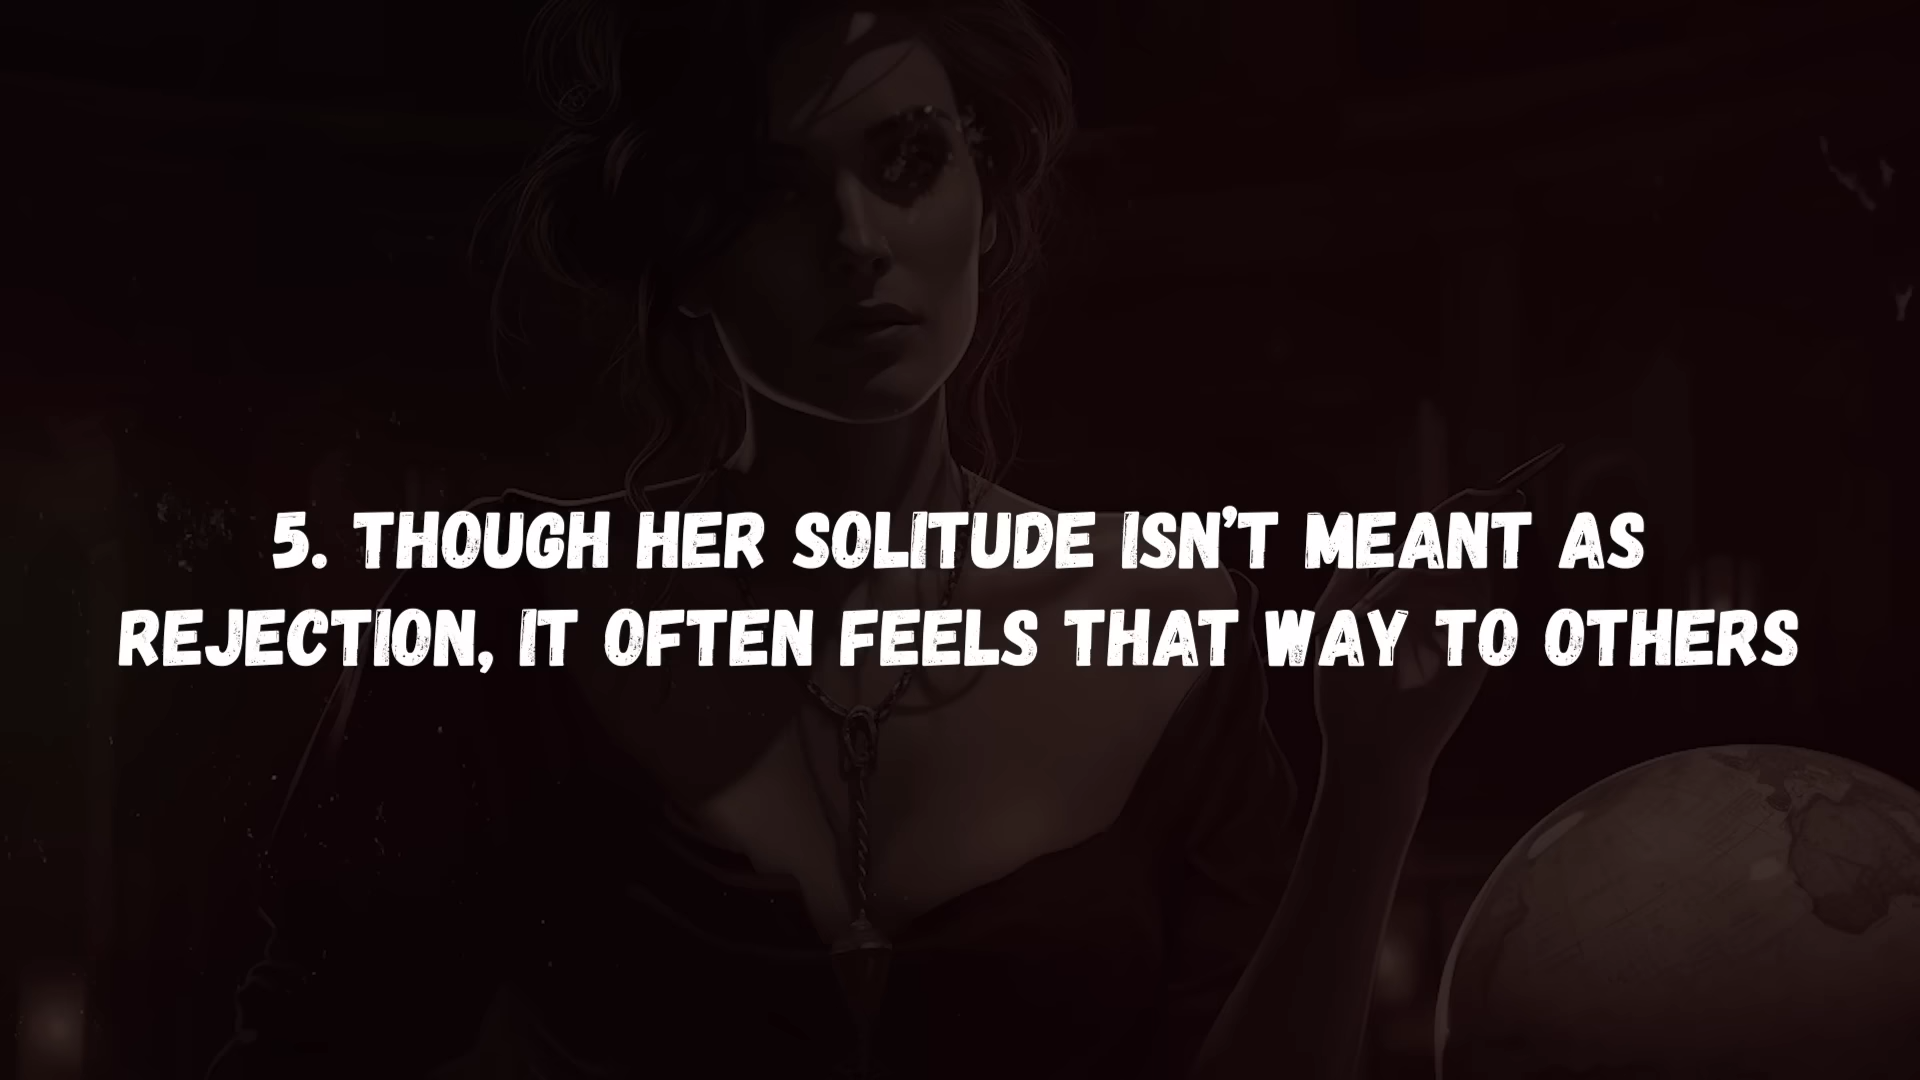 5. THOUGH HER SOLITUDE ISN’T MEANT AS
REJECTION, IT OFTEN FEELS THAT WAY TO OTHERS